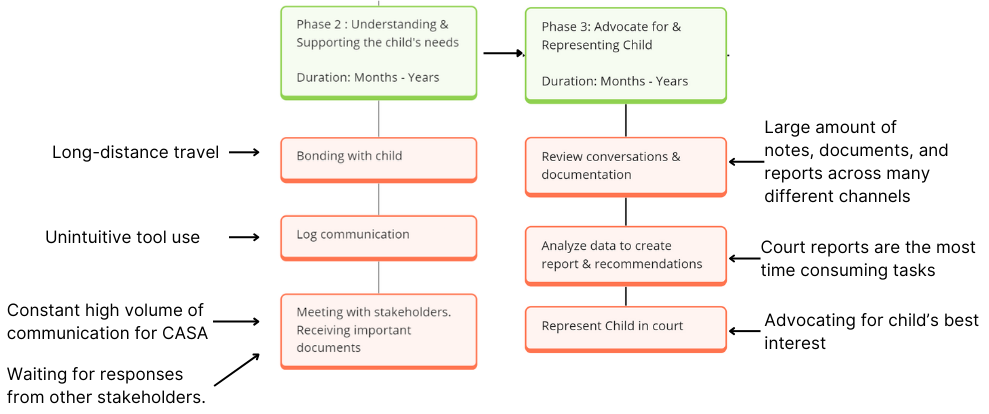 Phase 2 : Understanding &
Supporting the child's needs
Duration: Months - Years
Phase 3: Advocate for &
Representing Child
Duration: Months - Years
Long-distance travel
Bonding with child
Unintuitive tool use
Log communication
Constant high volume of
communication for CASA
Waiting for responses
from other stakeholders.
Meeting with stakeholders.
Receiving important
documents
Review conversations &
documentation
Large amount of
notes, documents, and
reports across many
different channels
Analyze data to create
report & recommendations
Court reports are the most
time consuming tasks
Represent Child in court
Advocating for child’s best
interest